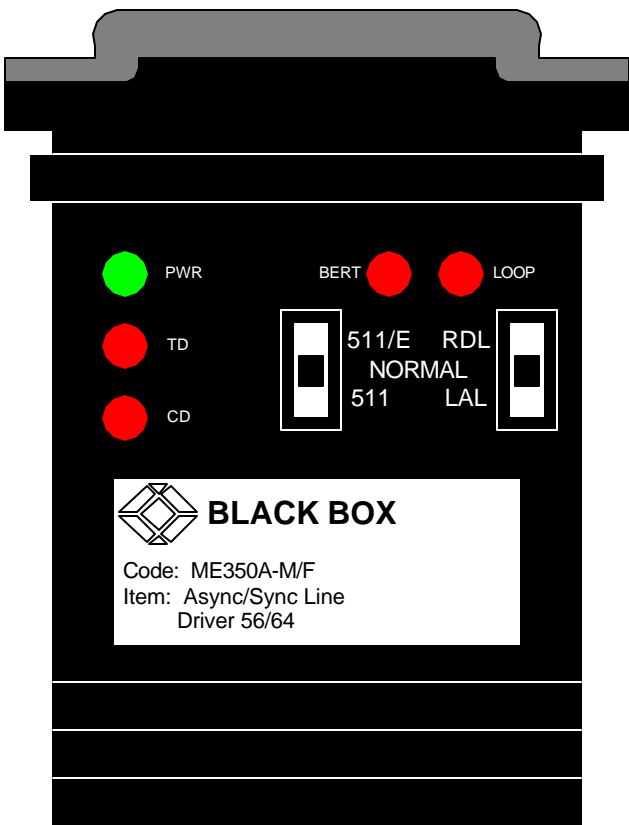 PWR BERT LOOP
TD 511/E RDL
NORMAL
511 LAL
CD
BLACK BOX
Code: ME350A-M/F
Item: Async/Sync Line
Driver 56/64